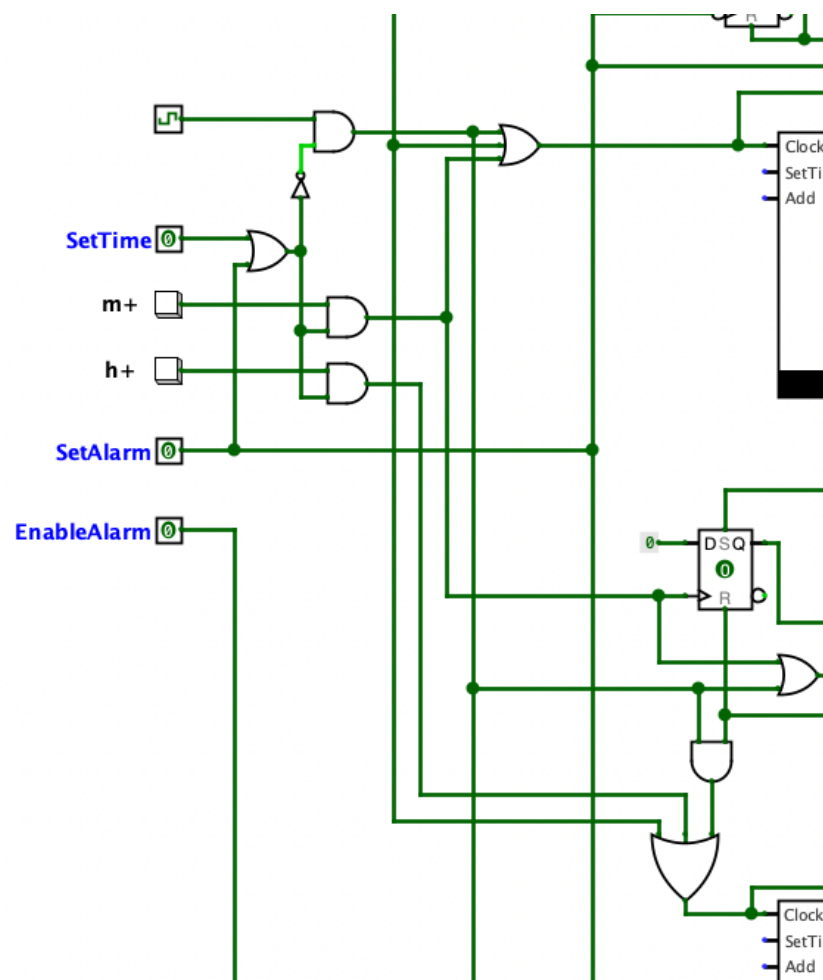 R
Clock
SetTi
Add
SetTime 0
m+
h+
SetAlarm 0
EnableAlarm 0
0 D S Q
0
R
Clock
SetTi
Add